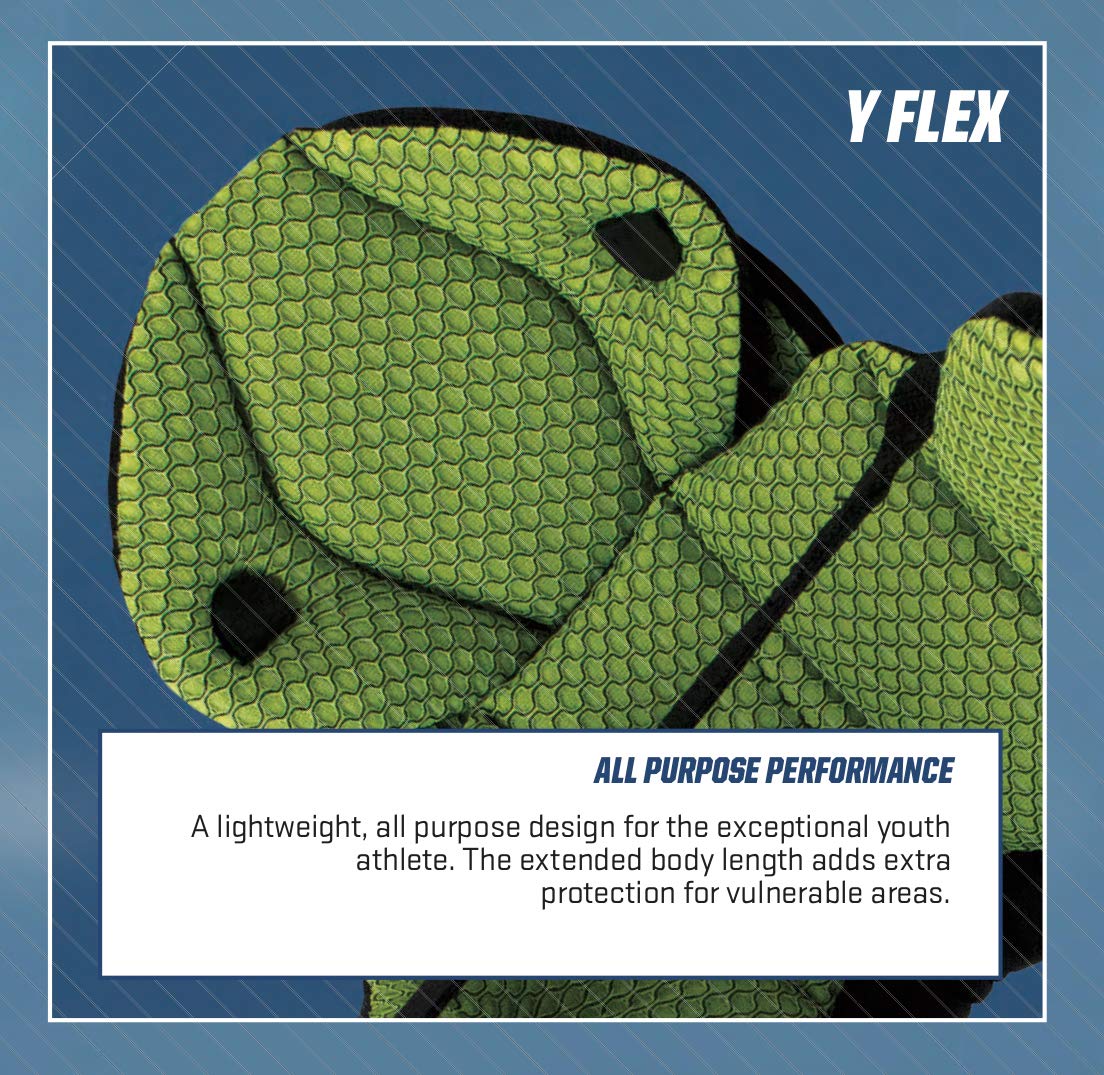 Y FLEX
ALL PURPOSE PERFORMANCE
A lightweight, all purpose design for the exceptional youth
athlete. The extended body length adds extra
protection for vulnerable areas.